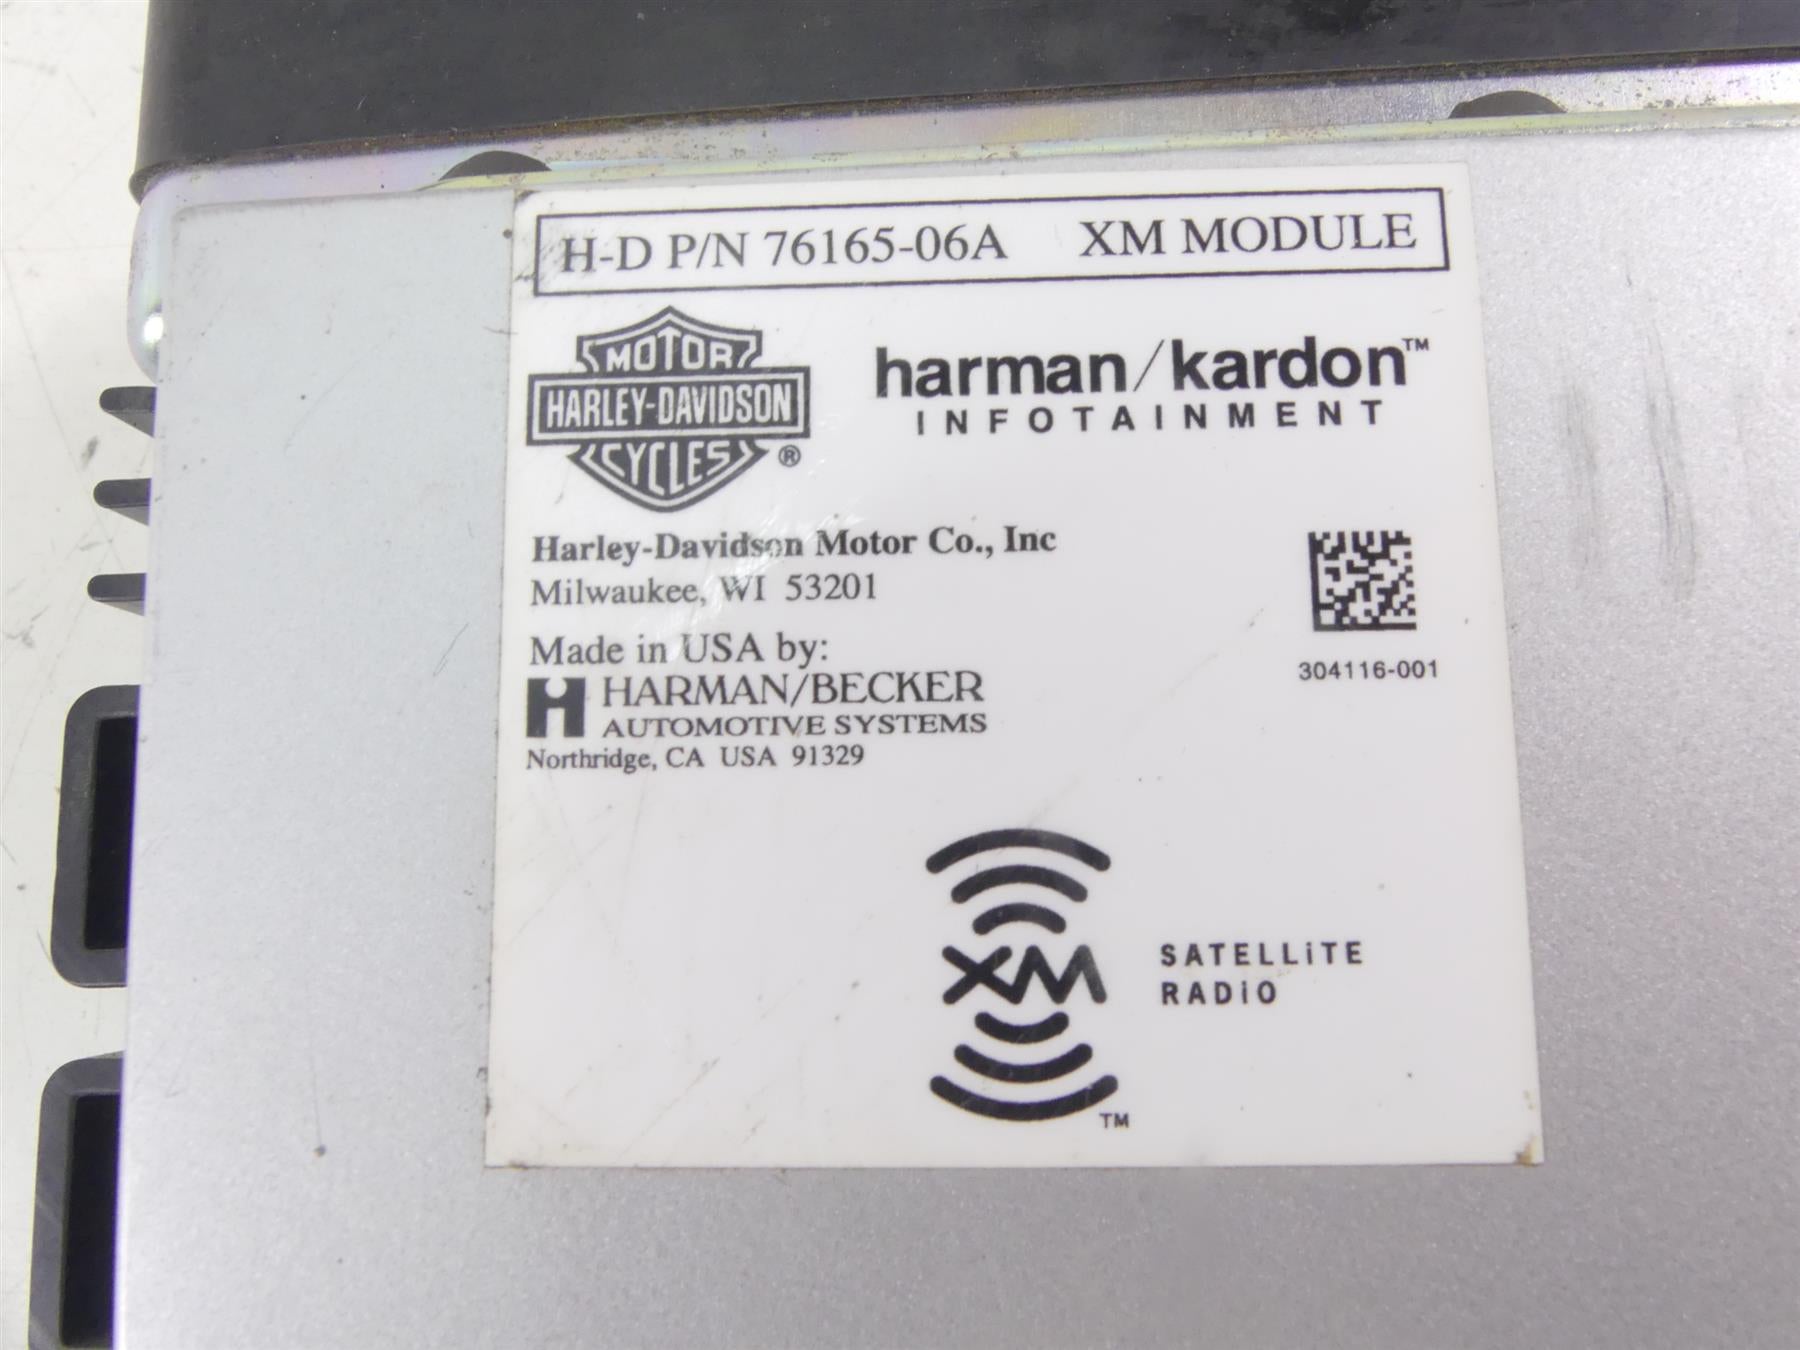 H-D P/N 76165-06A XM MODULE
MOTOR
HARLEY-DAVIDSON
CYCLES ®
harman/kardon™
INFOTAINMENT
Harley-Davidson Motor Co., Inc
Milwaukee, WI 53201
304116-001
Made in USA by:
HARMAN/BECKER
AUTOMOTIVE SYSTEMS
Northridge, CA USA 91329
XM
SATELLiTE
RADiO
TM